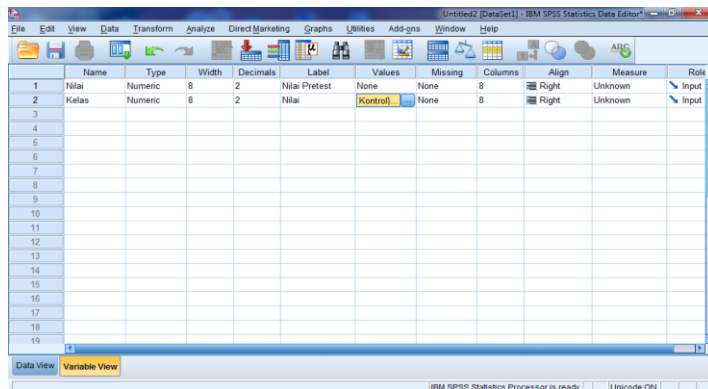 Untitled2 [DataSet1] - IBM SPSS Statistics Data Editor*
File Edit View Data Transform Analyze Direct Marketing Graphs Utilities Add-ons Window Help
Name Type Width Decimals Label Values Missing Columns Align Measure Role
1 Nilai Numeric 8 2 Nilai Pretest None None 8 Right Unknown Input
2 Kelas Numeric 8 2 Nilai Kontrol}... ... None 8 Right Unknown Input
3
4
5
6
7
8
9
10
11
12
13
14
15
16
17
18
19
Data View Variable View
IBM SPSS Statistics Processor is ready Unicode:ON